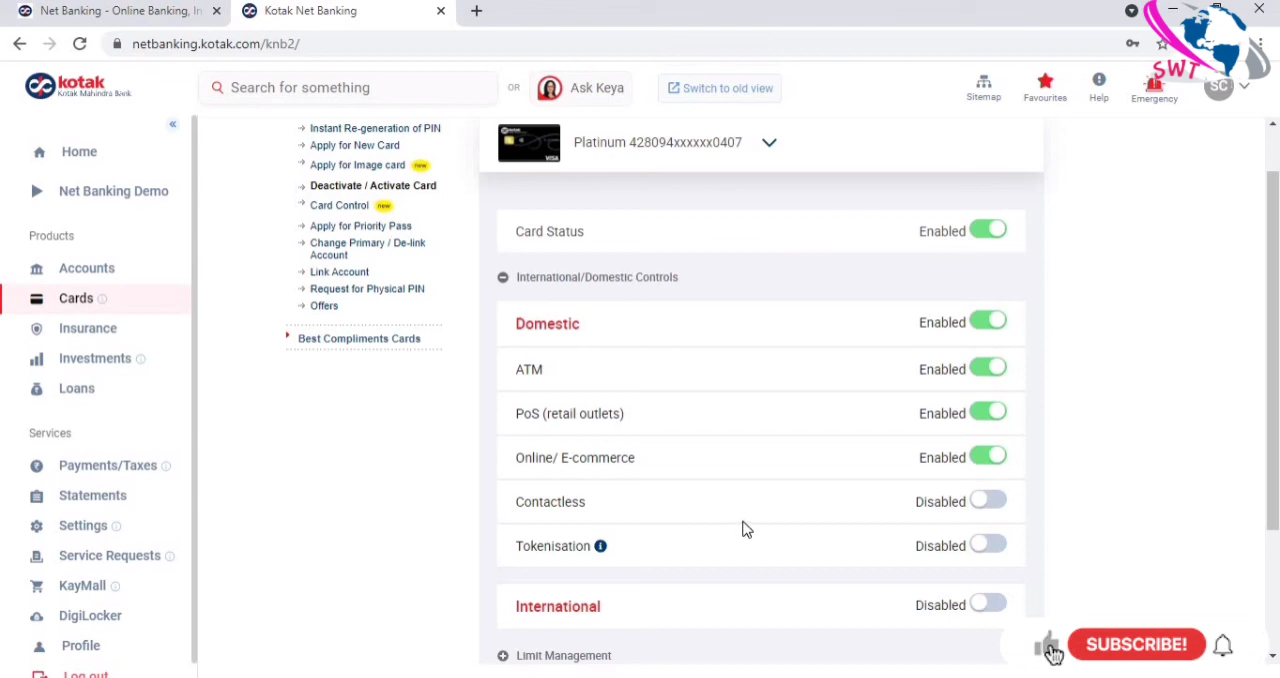 Net Banking - Online Banking, In
Kotak Net Banking
netbanking.kotak.com/knb2/
SWT
kotak
Kotak Mahindra Bank
Search for something
OR
Ask Keya
Switch to old view
Sitemap
Favourites
Help
Emergency
SC
Home
Net Banking Demo
Products
Accounts
Cards
Insurance
Investments
Loans
Services
Payments/Taxes
Statements
Settings
Service Requests
KayMall
DigiLocker
Profile
Log out
Instant Re-generation of PIN
Apply for New Card
Apply for Image card new
Deactivate / Activate Card
Card Control new
Apply for Priority Pass
Change Primary / De-link
Account
Link Account
Request for Physical PIN
Offers
Best Compliments Cards
kotak
VISA
Platinum 428094xxxxxx0407
Card Status Enabled
International/Domestic Controls
Domestic Enabled
ATM Enabled
PoS (retail outlets) Enabled
Online/ E-commerce Enabled
Contactless Disabled
Tokenisation Disabled
International Disabled
Limit Management
SUBSCRIBE!